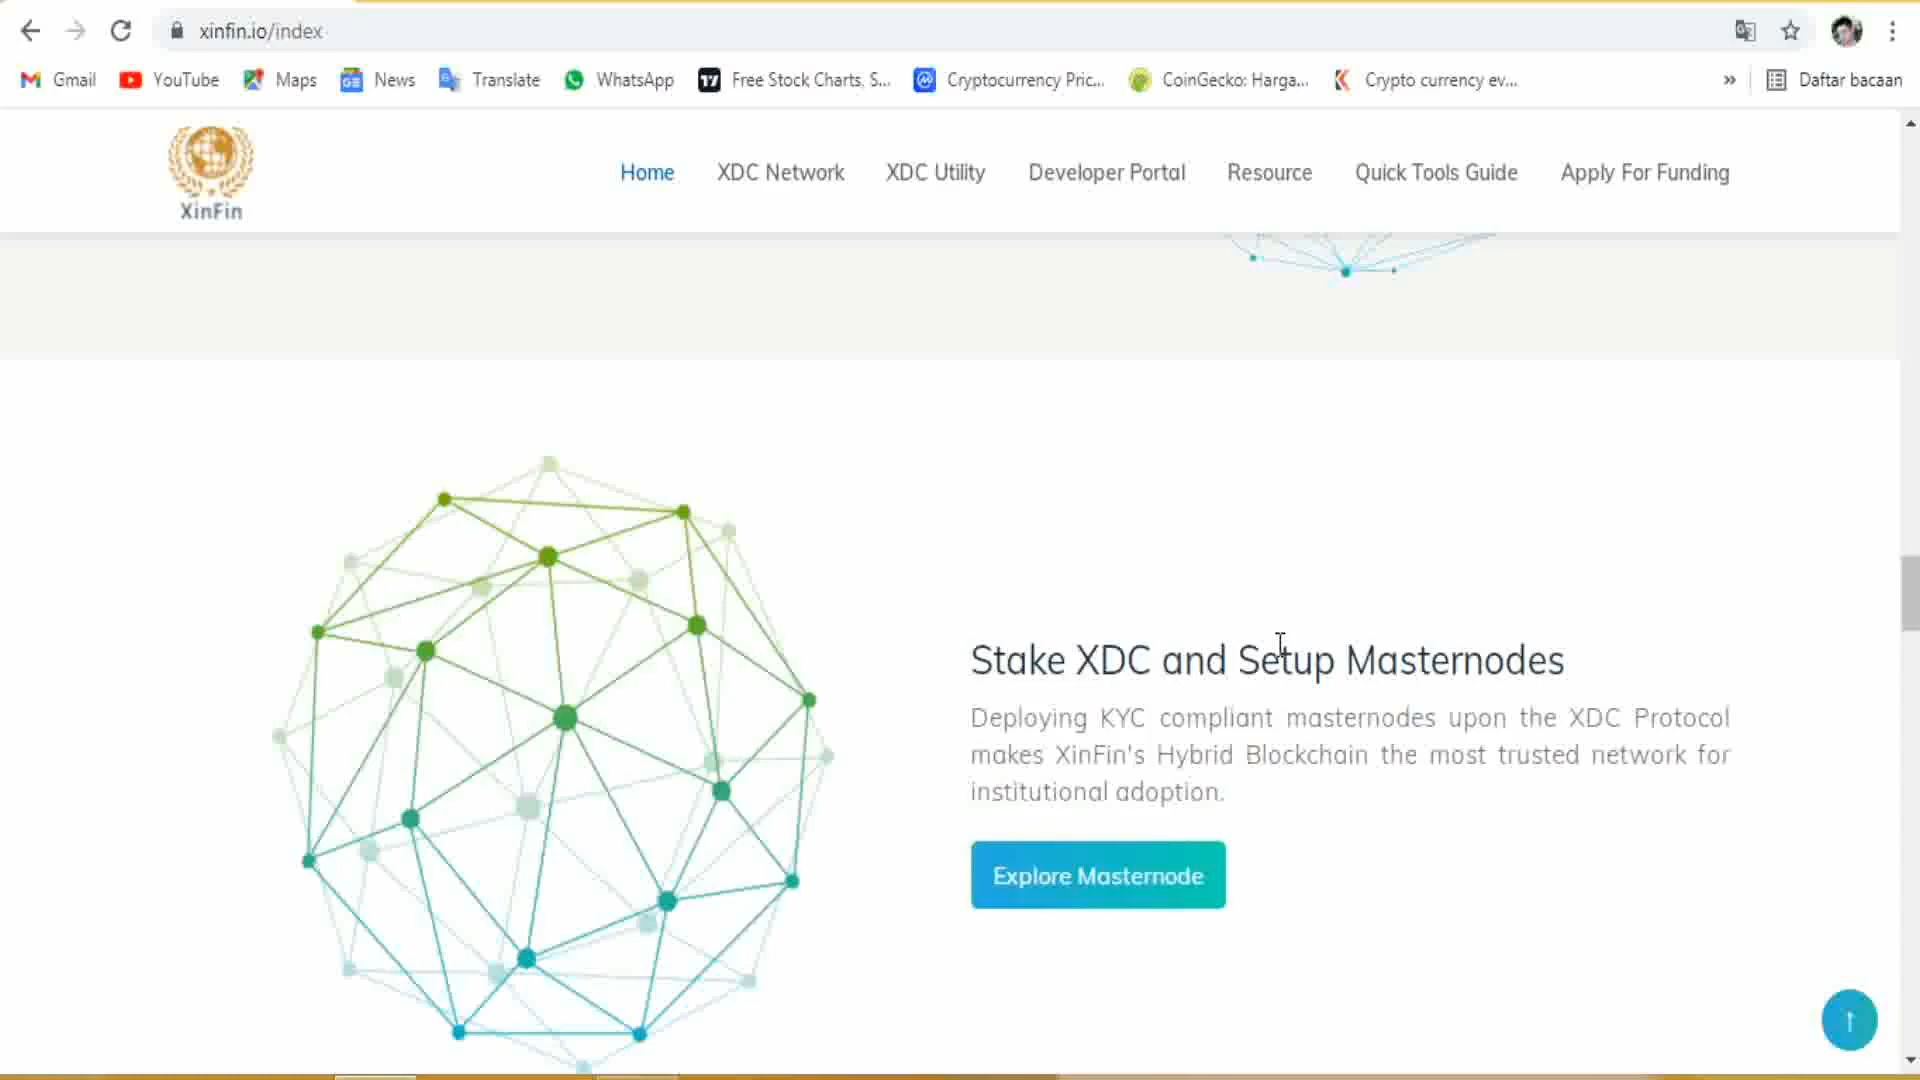 xinfin.io/index
Gmail YouTube Maps News Translate WhatsApp Free Stock Charts, S... Cryptocurrency Pric... CoinGecko: Harga... Crypto currency ev... » Daftar bacaan
XinFin
Home XDC Network XDC Utility Developer Portal Resource Quick Tools Guide Apply For Funding
Stake XDC and Setup Masternodes
Deploying KYC compliant masternodes upon the XDC Protocol
makes XinFin's Hybrid Blockchain the most trusted network for
institutional adoption.
Explore Masternode